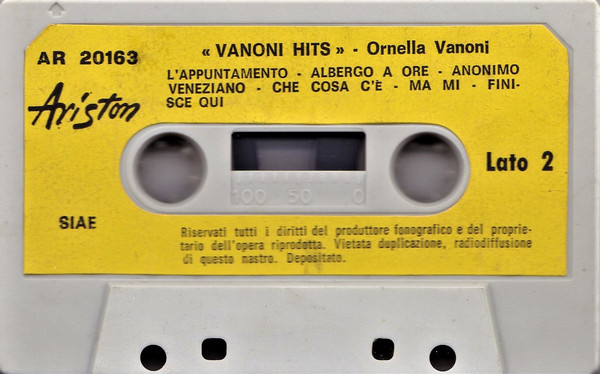 AR 20163
« VANONI HITS » - Ornella Vanoni
L'APPUNTAMENTO - ALBERGO A ORE - ANONIMO
VENEZIANO - CHE COSA C'È - MA MI - FINI-
SCE QUI
Ariston
100 50 0
Lato 2
SIAE
Riservati tutti i diritti del produttore fonografico e del proprie-
tario dell'opera riprodotta. Vietata duplicazione, radiodiffusione
di questo nastro. Depositato.